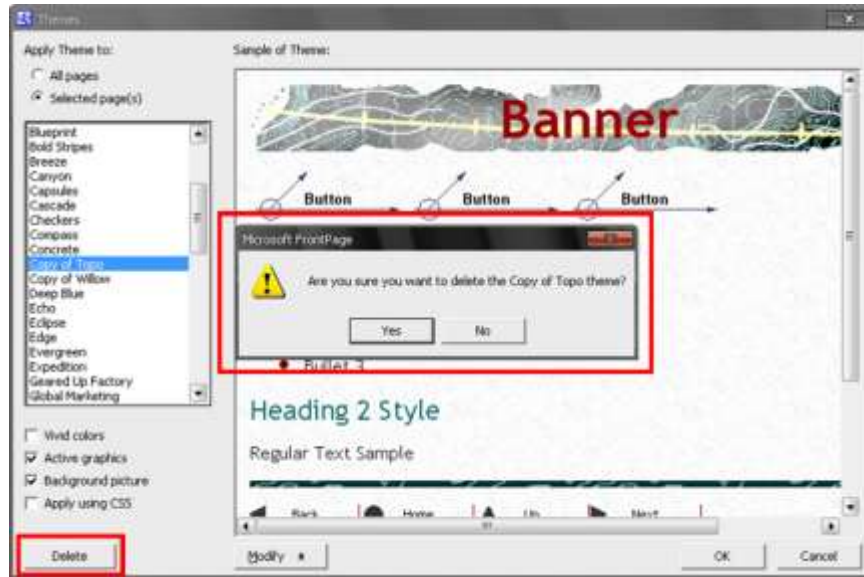 Themes
Apply Theme to:
Sample of Theme:
All pages
Selected page(s)
Blueprint
Bold Stripes
Breeze
Canyon
Capsules
Cascade
Checkers
Compass
Concrete
Copy of Topo
Copy of Willow
Deep Blue
Echo
Eclipse
Edge
Evergreen
Expedition
Geared Up Factory
Global Marketing
Vivid colors
Active graphics
Background picture
Apply using CSS
Delete
Banner
Button Button Button
Microsoft FrontPage
Are you sure you want to delete the Copy of Topo theme?
Yes No
Bullet 3
Heading 2 Style
Regular Text Sample
Back Home Up Next
Modify
OK Cancel